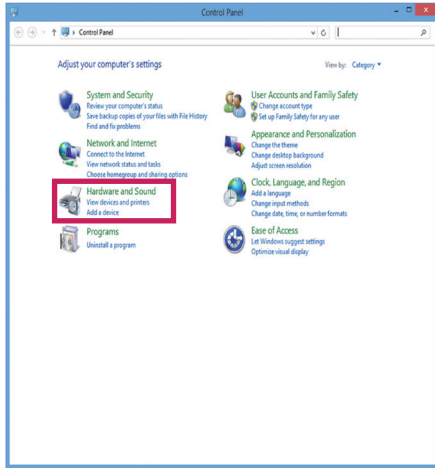 Control Panel
Control Panel
Adjust your computer's settings
View by: Category
System and Security
Review your computer's status
Save backup copies of your files with File History
Find and fix problems
Network and Internet
Connect to the Internet
View network status and tasks
Choose homegroup and sharing options
Hardware and Sound
View devices and printers
Add a device
Programs
Uninstall a program
User Accounts and Family Safety
Change account type
Set up Family Safety for any user
Appearance and Personalization
Change the theme
Change desktop background
Adjust screen resolution
Clock, Language, and Region
Add a language
Change input methods
Change date, time, or number formats
Ease of Access
Let Windows suggest settings
Optimize visual display